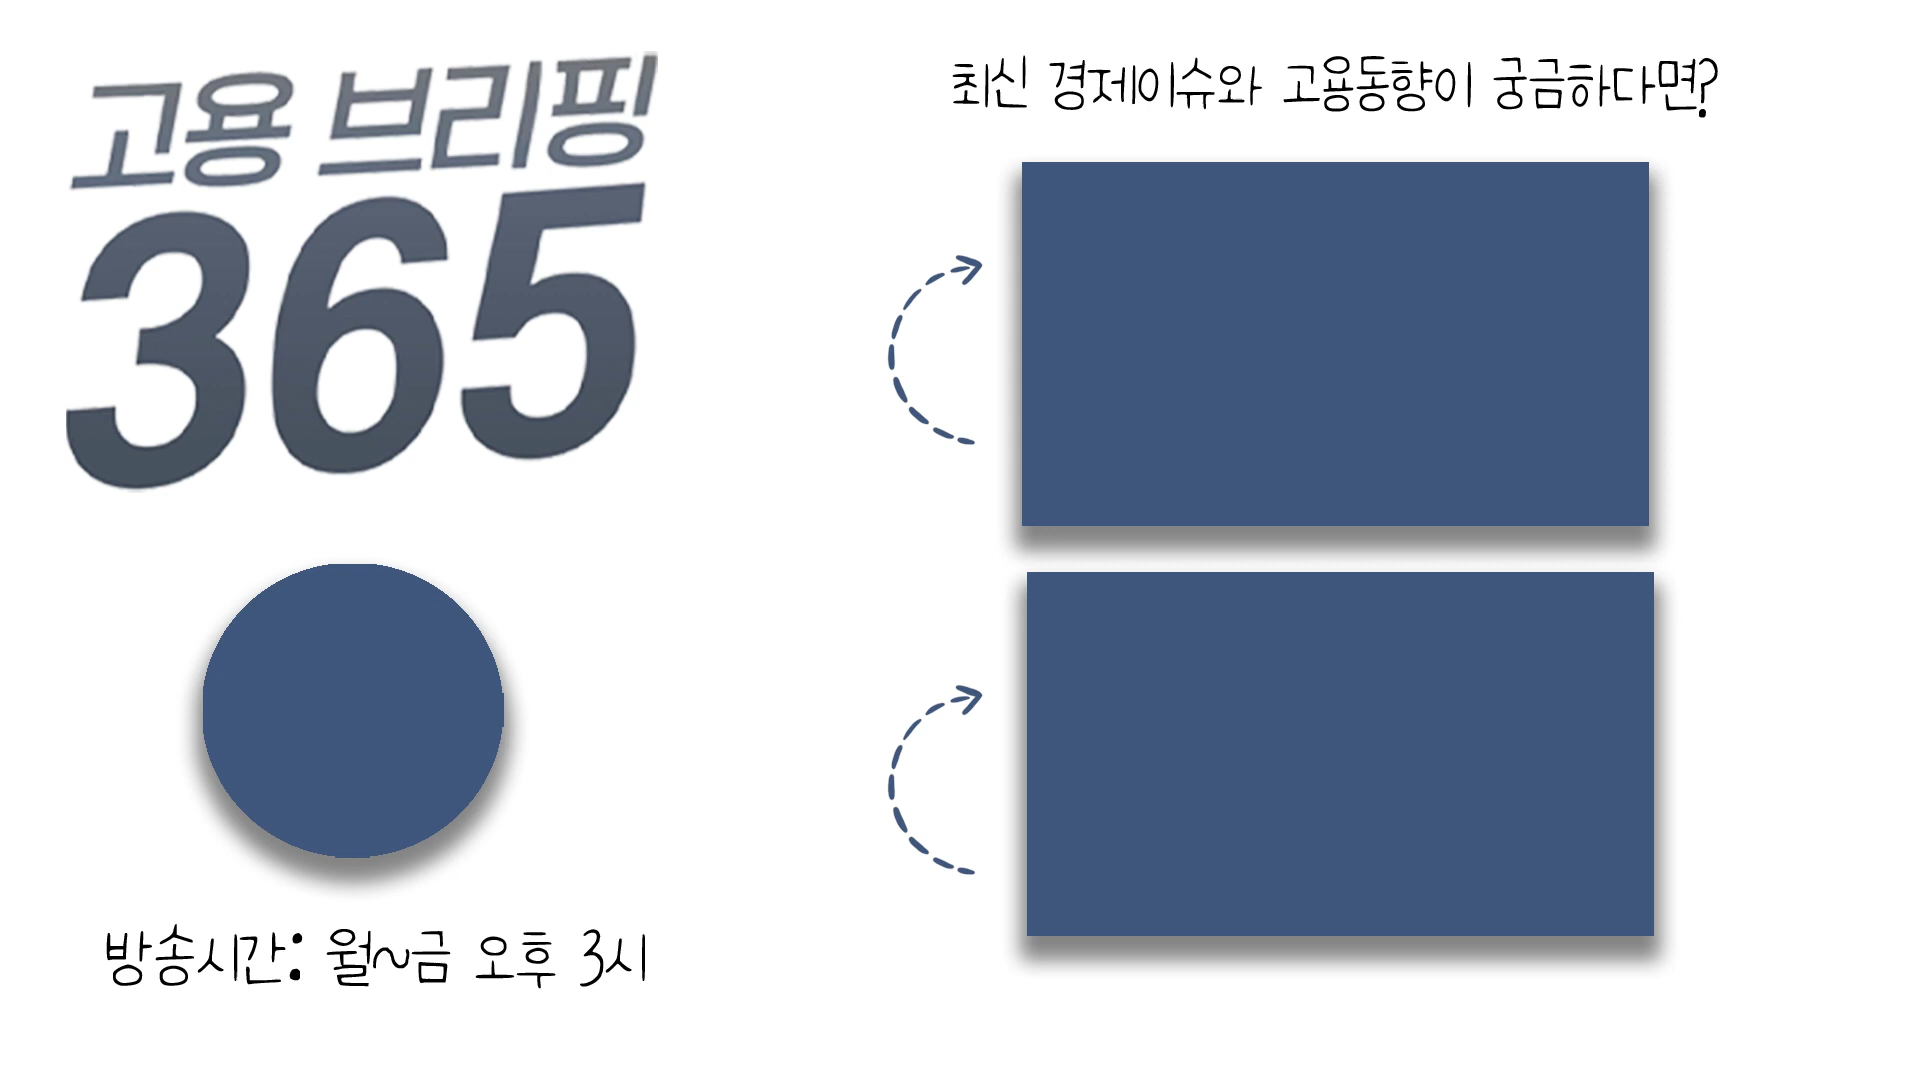 고용 브리핑
365
방송시간: 월~금 오후 3시
최신 경제이슈와 고용동향이 궁금하다면?